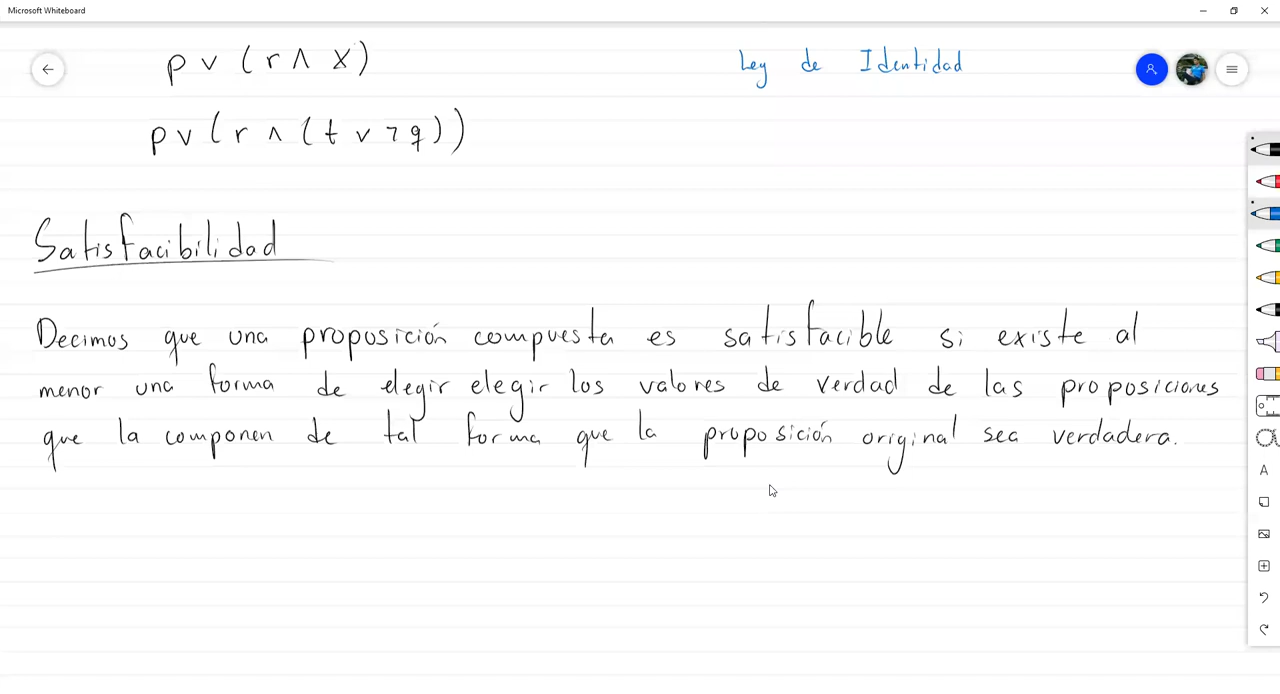 Microsoft Whiteboard
p ∨ (r ∧ X)
Ley de Identidad
p ∨ (r ∧ (t ∨ ¬q))
Satisfacibilidad
Decimos que una proposición compuesta es satisfacible si existe al
menor una forma de elegir elegir los valores de verdad de las proposiciones
que la componen de tal forma que la proposición original sea verdadera.
A